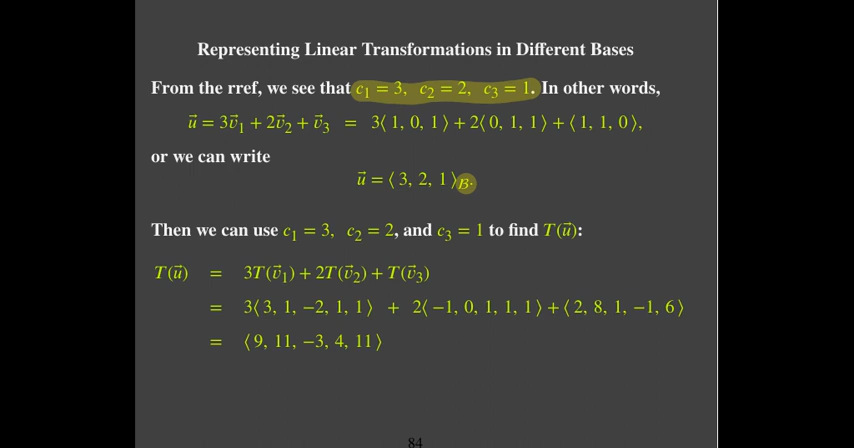 Representing Linear Transformations in Different Bases
From the rref, we see that c₁ = 3, c₂ = 2, c₃ = 1. In other words,
u⃗ = 3v⃗₁ + 2v⃗₂ + v⃗₃ = 3⟨ 1, 0, 1 ⟩ + 2⟨ 0, 1, 1 ⟩ + ⟨ 1, 1, 0 ⟩,
or we can write
u⃗ = ⟨ 3, 2, 1 ⟩_B.
Then we can use c₁ = 3, c₂ = 2, and c₃ = 1 to find T(u⃗):
T(u⃗) = 3T(v⃗₁) + 2T(v⃗₂) + T(v⃗₃)
= 3⟨ 3, 1, −2, 1, 1 ⟩ + 2⟨ −1, 0, 1, 1, 1 ⟩ + ⟨ 2, 8, 1, −1, 6 ⟩
= ⟨ 9, 11, −3, 4, 11 ⟩
84